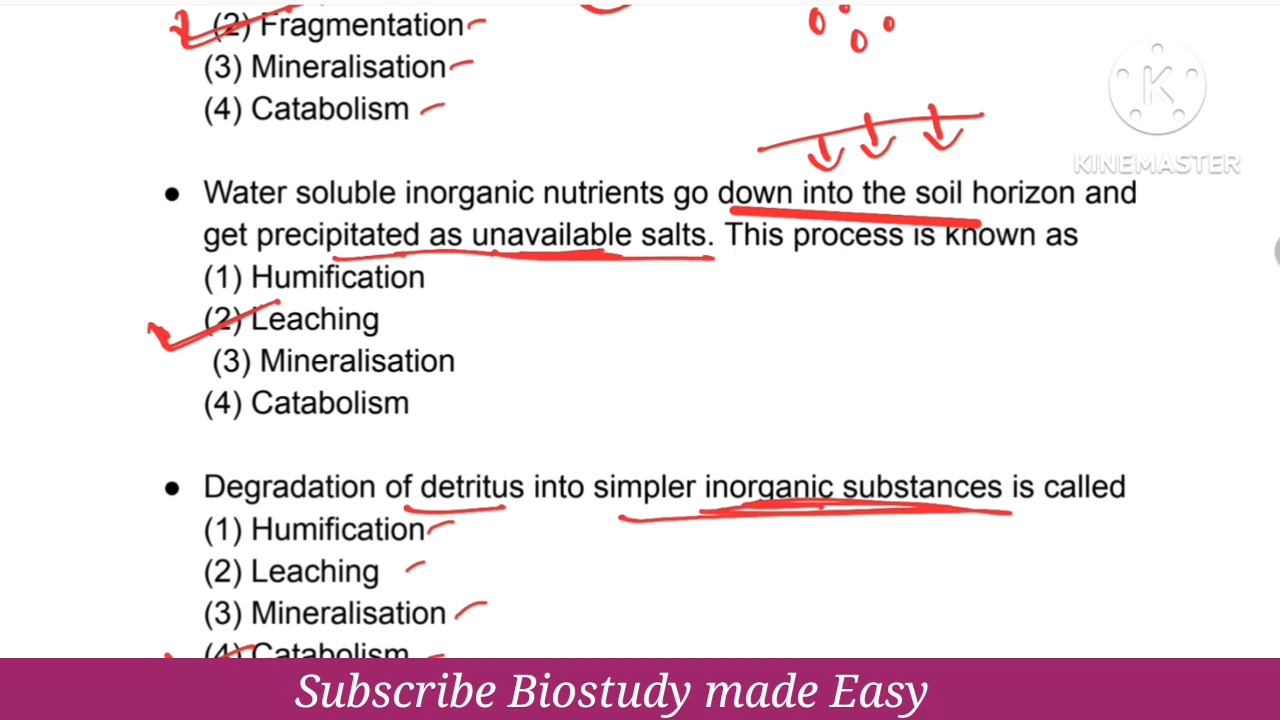 (2) Fragmentation
(3) Mineralisation
(4) Catabolism
K
KINEMASTER
● Water soluble inorganic nutrients go down into the soil horizon and
get precipitated as unavailable salts. This process is known as
(1) Humification
(2) Leaching
(3) Mineralisation
(4) Catabolism
● Degradation of detritus into simpler inorganic substances is called
(1) Humification
(2) Leaching
(3) Mineralisation
(4) Catabolism
Subscribe Biostudy made Easy